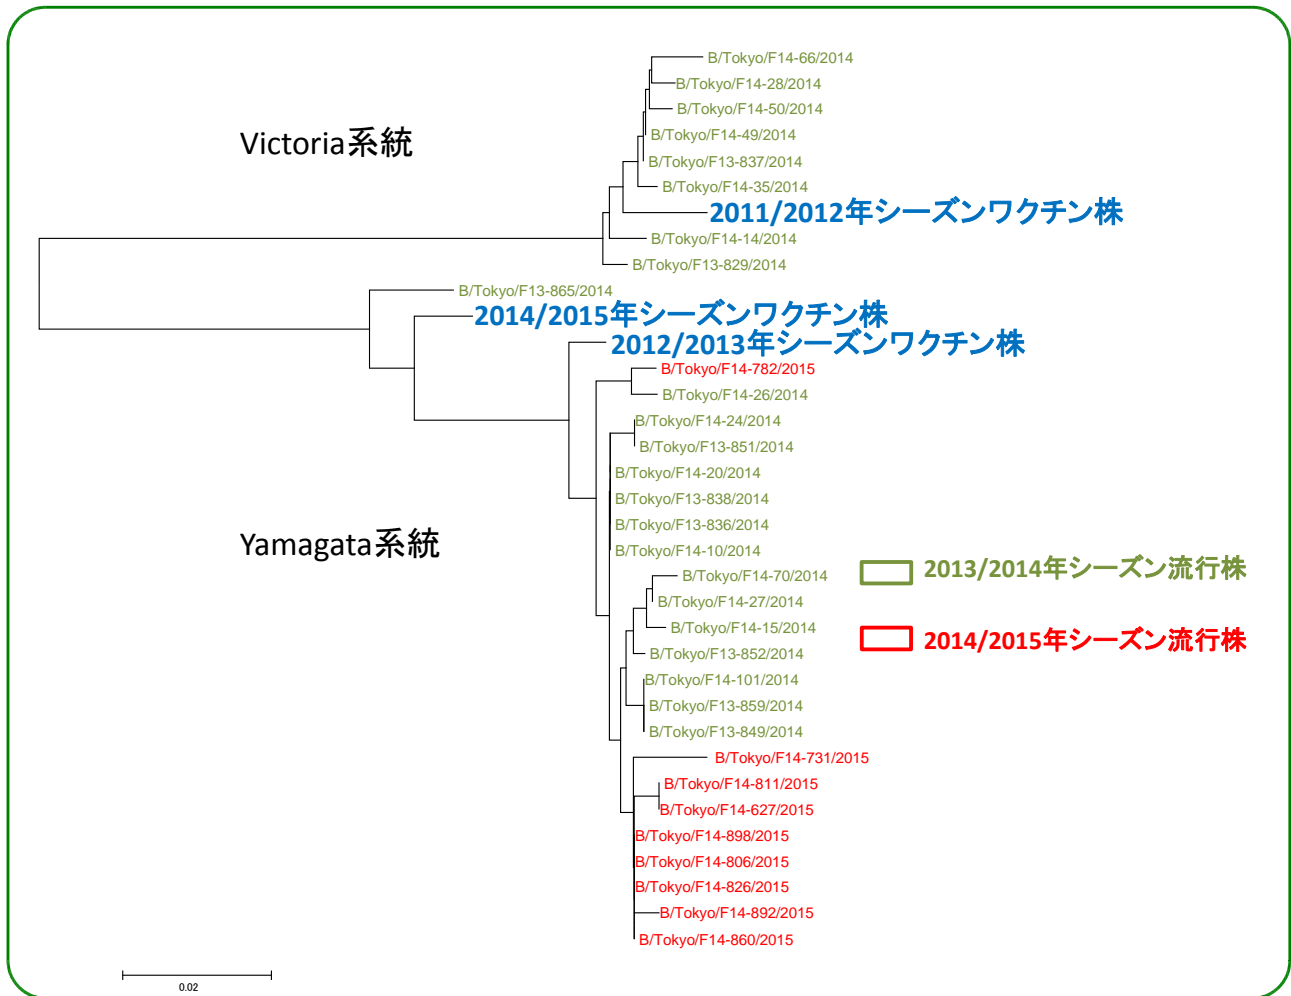 B/Tokyo/F14-66/2014
B/Tokyo/F14-28/2014
B/Tokyo/F14-50/2014
Victoria系統
B/Tokyo/F14-49/2014
B/Tokyo/F13-837/2014
B/Tokyo/F14-35/2014
2011/2012年シーズンワクチン株
B/Tokyo/F14-14/2014
B/Tokyo/F13-829/2014
B/Tokyo/F13-865/2014
2014/2015年シーズンワクチン株
2012/2013年シーズンワクチン株
B/Tokyo/F14-782/2015
B/Tokyo/F14-26/2014
B/Tokyo/F14-24/2014
B/Tokyo/F13-851/2014
B/Tokyo/F14-20/2014
B/Tokyo/F13-838/2014
B/Tokyo/F13-836/2014
Yamagata系統
B/Tokyo/F14-10/2014
B/Tokyo/F14-70/2014
2013/2014年シーズン流行株
B/Tokyo/F14-27/2014
B/Tokyo/F14-15/2014
2014/2015年シーズン流行株
B/Tokyo/F13-852/2014
B/Tokyo/F14-101/2014
B/Tokyo/F13-859/2014
B/Tokyo/F13-849/2014
B/Tokyo/F14-731/2015
B/Tokyo/F14-811/2015
B/Tokyo/F14-627/2015
B/Tokyo/F14-898/2015
B/Tokyo/F14-806/2015
B/Tokyo/F14-826/2015
B/Tokyo/F14-892/2015
B/Tokyo/F14-860/2015
0.02